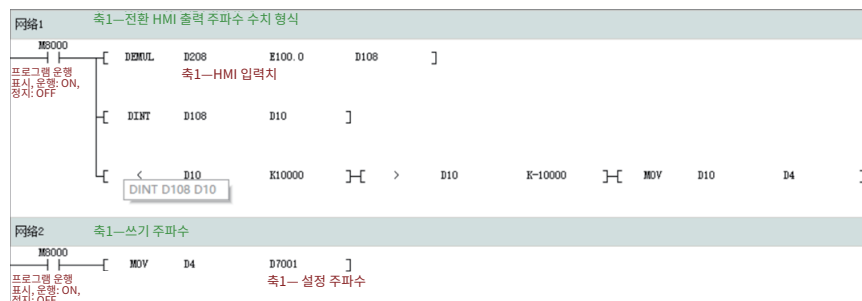 网络1 축1—전환 HMI 출력 주파수 수치 형식
M8000
DEMUL D208 E100.0 D108
프로그램 운행
표시, 운행: ON,
정지: OFF
축1—HMI 입력치
DINT D108 D10
< D10 K10000 > D10 K-10000 MOV D10 D4
DINT D108 D10
网络2 축1—쓰기 주파수
M8000
MOV D4 D7001
프로그램 운행
표시, 운행: ON,
정지: OFF
축1— 설정 주파수